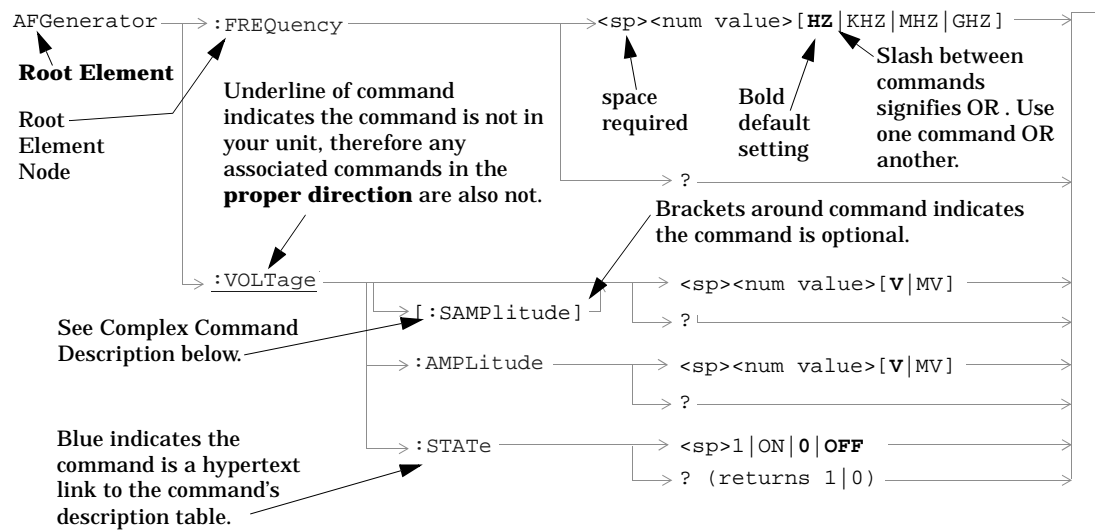 AFGenerator :FREQuency <sp><num value>[HZ|KHZ|MHZ|GHZ]
Root Element
Root
Element
Node
Underline of command
indicates the command is not in
your unit, therefore any
associated commands in the
proper direction are also not.
space
required
Bold
default
setting
Slash between
commands
signifies OR . Use
one command OR
another.
?
Brackets around command indicates
the command is optional.
:VOLTage <sp><num value>[V|MV]
[:SAMPlitude] ?
See Complex Command
Description below.
:AMPLitude <sp><num value>[V|MV]
?
Blue indicates the
command is a hypertext
link to the command's
description table.
:STATe <sp>1|ON|0|OFF
? (returns 1|0)